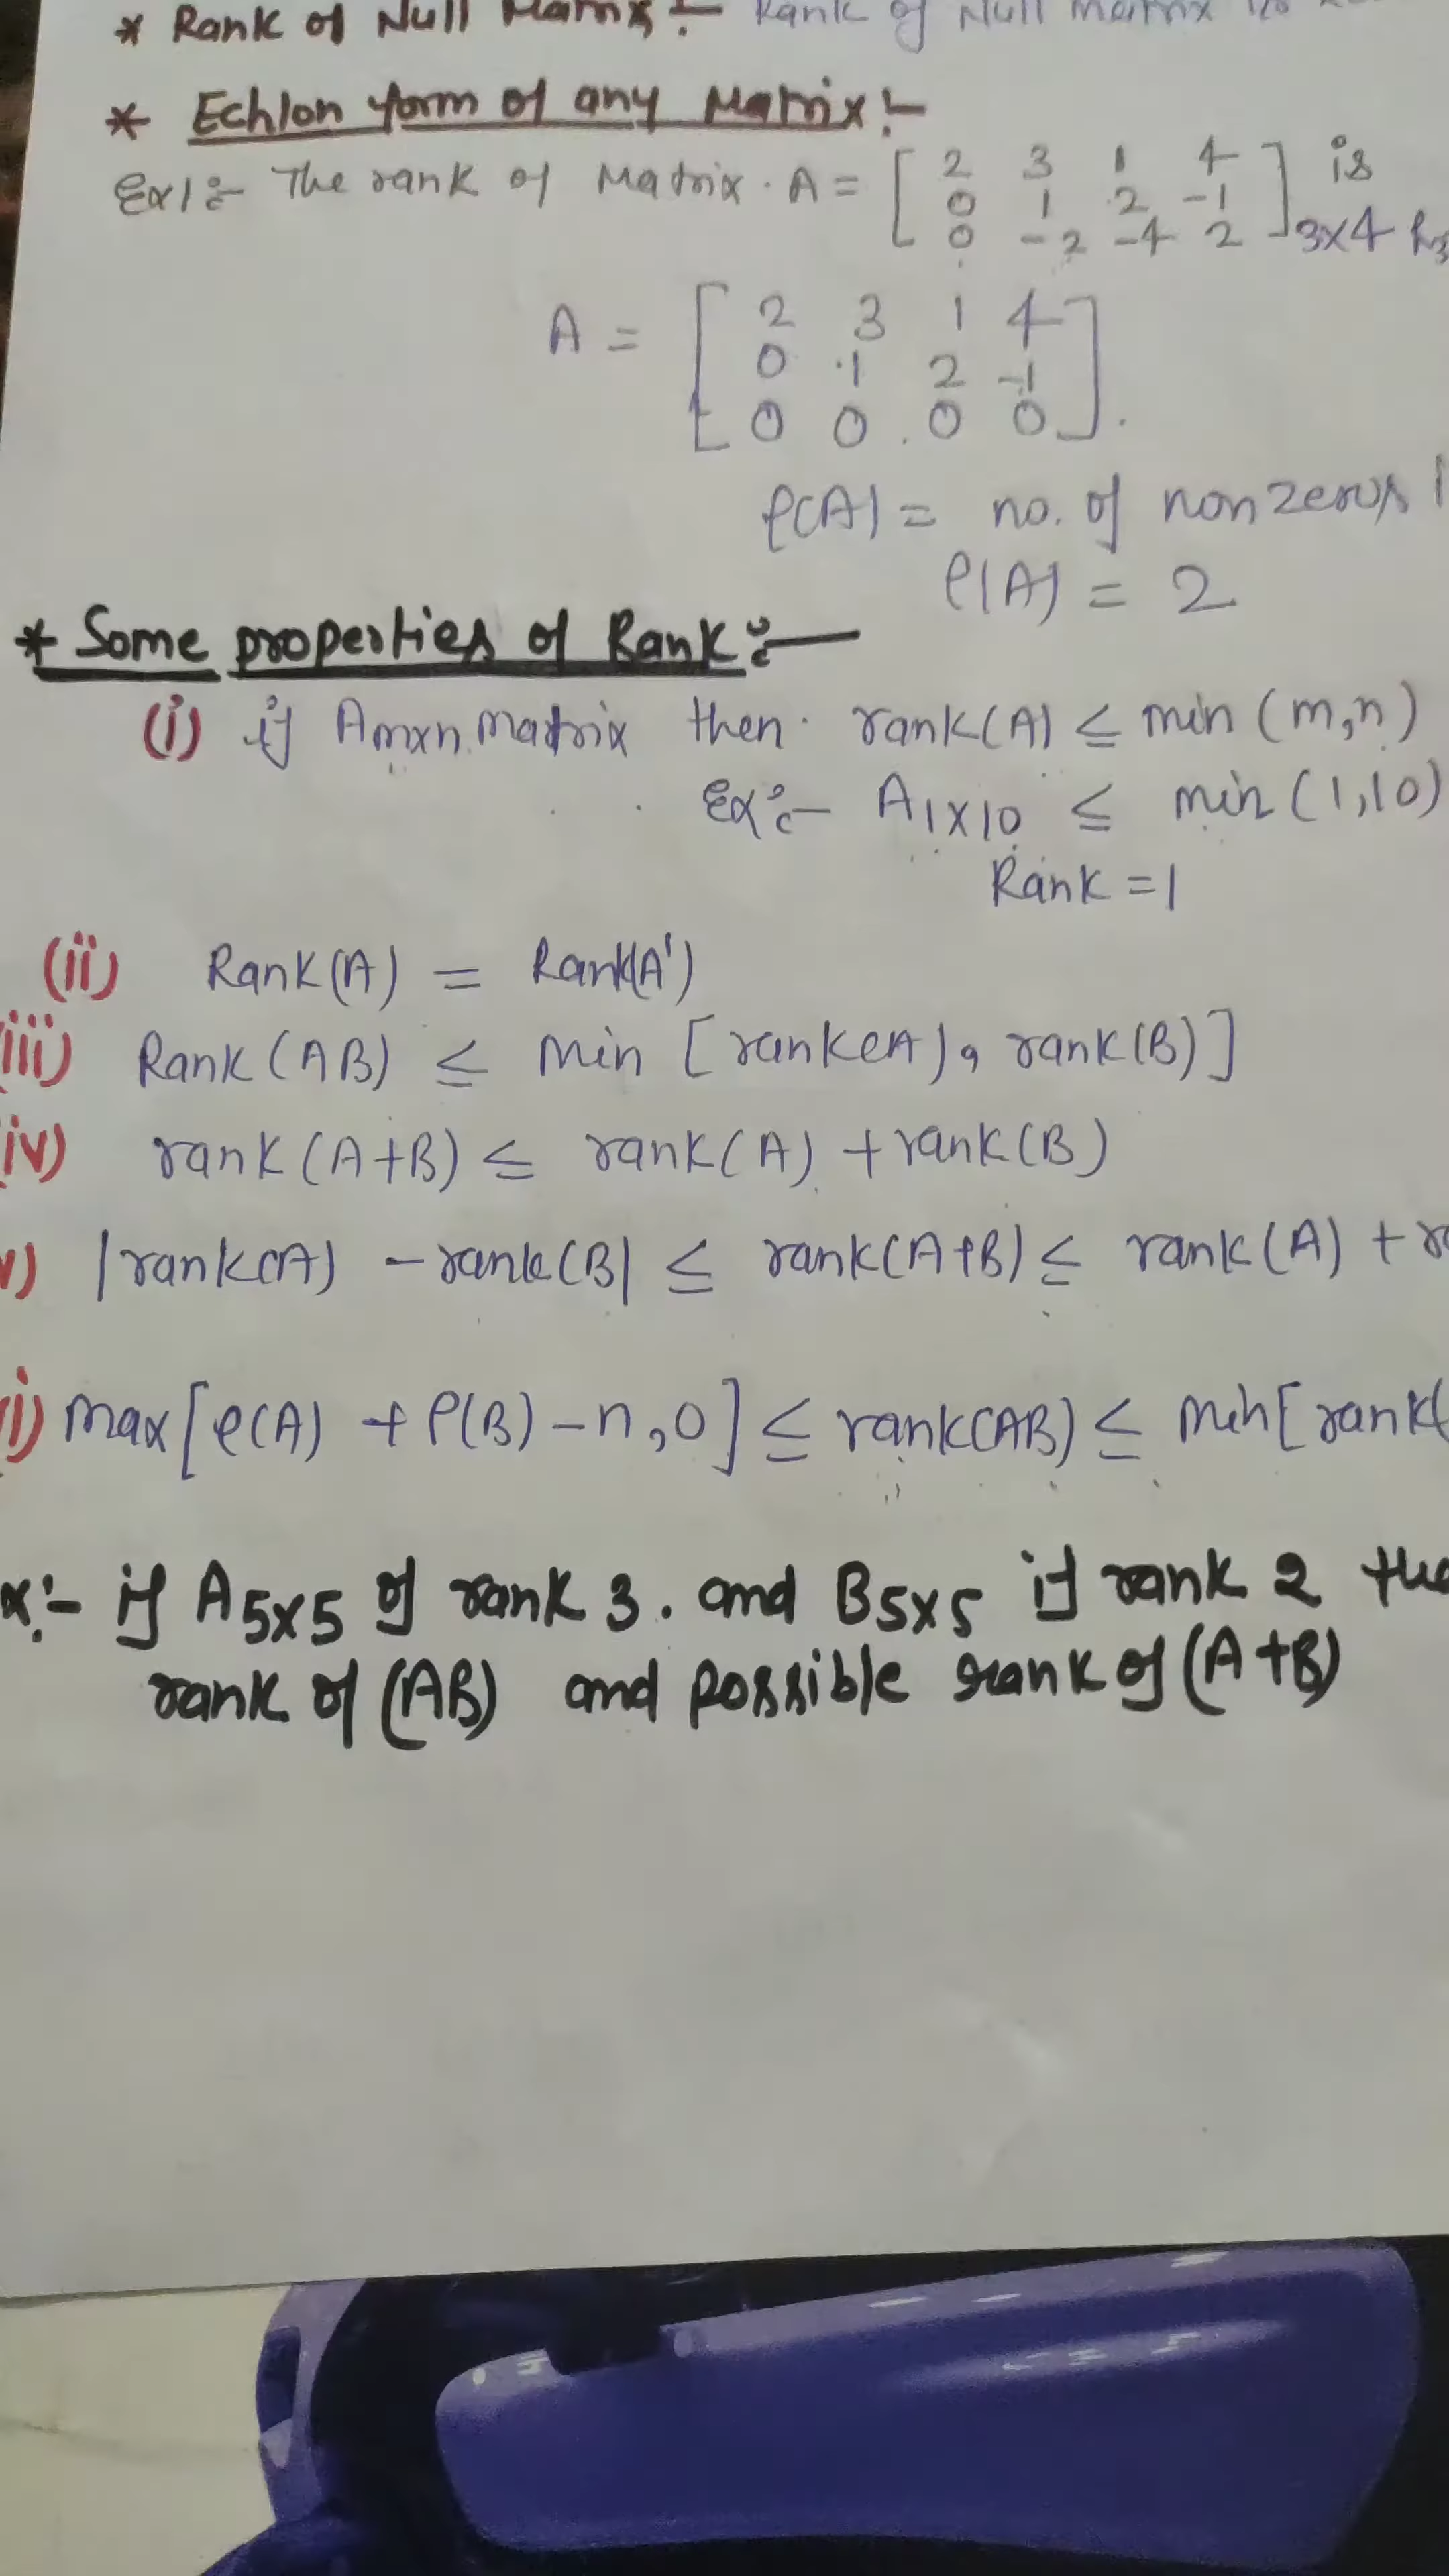 * Rank of Null Matrix :- Rank of Null matrix is
* Echlon form of any Matrix :-
Ex1:- The rank of Matrix. A = [ 2 3 1 4 ] is
0 1 2 -1
0 -2 -4 2 3x4
A = [ 2 3 1 4 ]
0 1 2 -1
0 0 0 0
ρ(A) = no. of nonzeros
ρ(A) = 2
* Some properties of Rank :-
(i) if Amxn matrix then rank(A) ≤ min (m,n)
Ex:- A1x10 ≤ min (1,10)
Rank = 1
(ii) Rank(A) = Rank(A')
(iii) Rank (AB) ≤ min [rank(A), rank(B)]
(iv) rank (A+B) ≤ rank(A) + rank(B)
v) |rank(A) - rank(B| ≤ rank(A+B) ≤ rank(A) +
i) max [ρ(A) + ρ(B) - n, 0] ≤ rank(AB) ≤ min [rank(
x:- if A5x5 of rank 3. and B5x5 if rank 2 the
rank of (AB) and possible rank of (A+B)